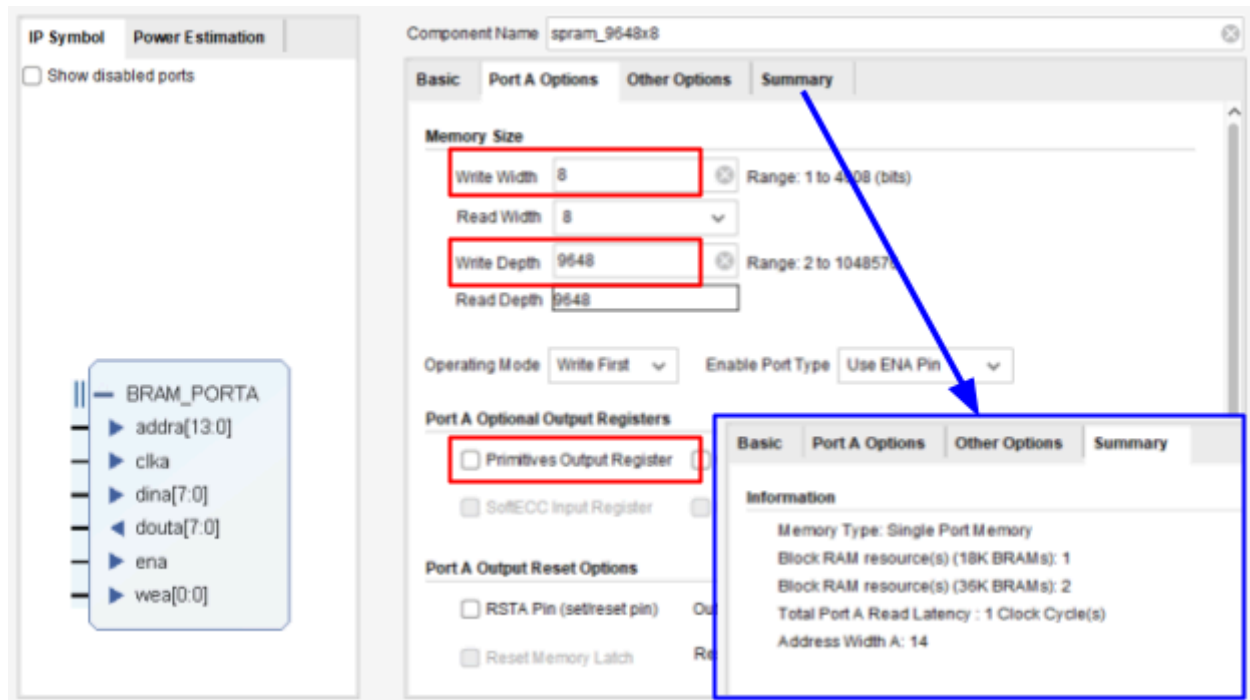 IP Symbol Power Estimation
Show disabled ports
BRAM_PORTA
addra[13:0]
clka
dina[7:0]
douta[7:0]
ena
wea[0:0]
Component Name spram_9648x8
Basic Port A Options Other Options Summary
Memory Size
Write Width 8 Range: 1 to 4608 (bits)
Read Width 8
Write Depth 9648 Range: 2 to 1048576
Read Depth 9648
Operating Mode Write First Enable Port Type Use ENA Pin
Port A Optional Output Registers
Primitives Output Register
SoftECC Input Register
Port A Output Reset Options
RSTA Pin (set/reset pin) Ou
Reset Memory Latch Re
Basic Port A Options Other Options Summary
Information
Memory Type: Single Port Memory
Block RAM resource(s) (18K BRAMs): 1
Block RAM resource(s) (36K BRAMs): 2
Total Port A Read Latency : 1 Clock Cycle(s)
Address Width A: 14